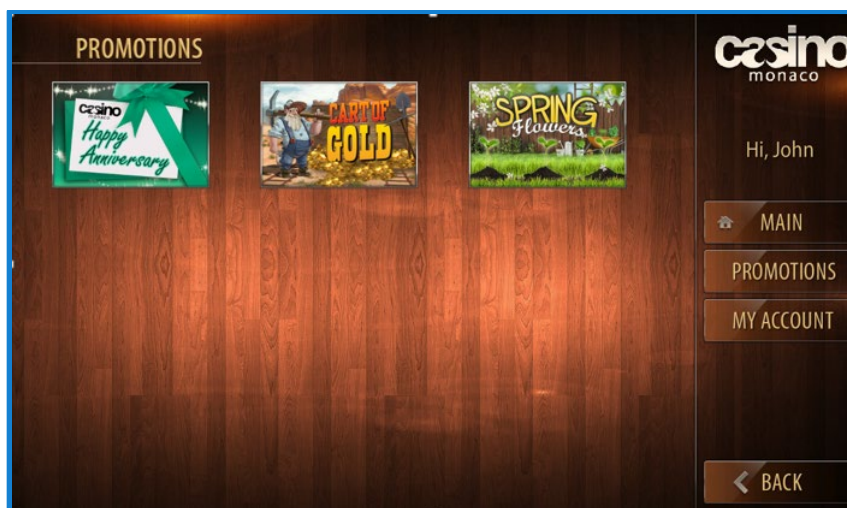 PROMOTIONS
casino
Happy
Anniversary
CART OF
GOLD
SPRING
Flowers
casino
monaco
Hi, John
MAIN
PROMOTIONS
MY ACCOUNT
BACK